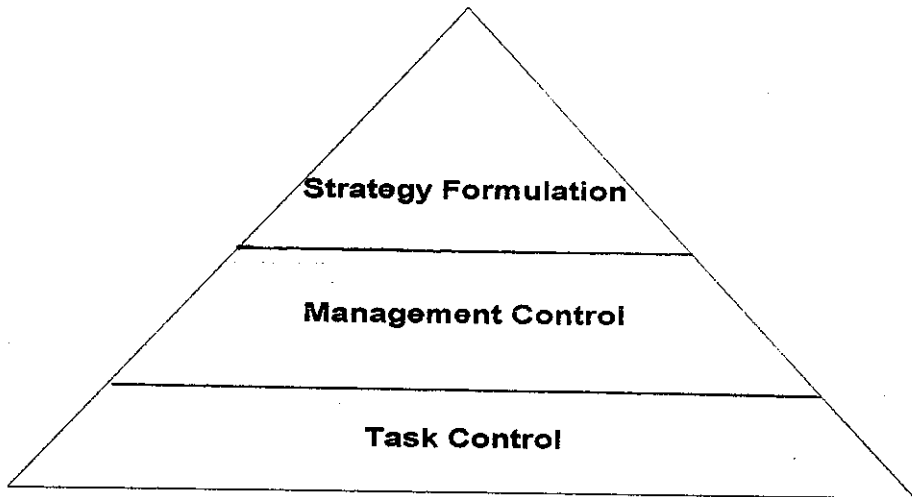 Strategy Formulation
Management Control
Task Control